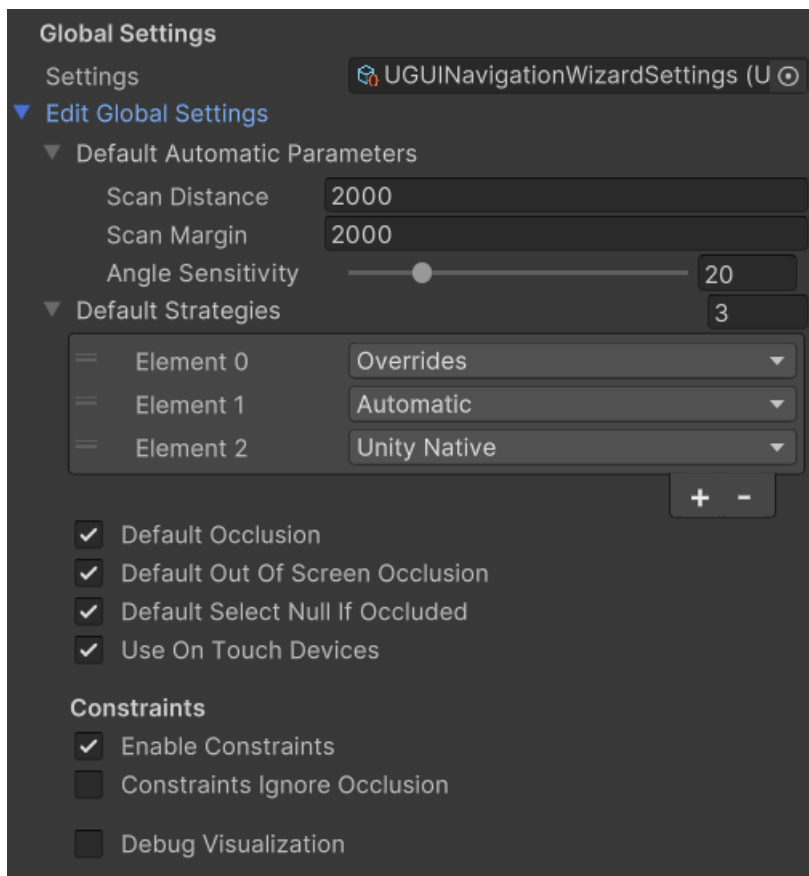 Global Settings
Settings UGUINavigationWizardSettings (U
Edit Global Settings
Default Automatic Parameters
Scan Distance 2000
Scan Margin 2000
Angle Sensitivity 20
Default Strategies 3
Element 0 Overrides
Element 1 Automatic
Element 2 Unity Native
+ -
Default Occlusion
Default Out Of Screen Occlusion
Default Select Null If Occluded
Use On Touch Devices
Constraints
Enable Constraints
Constraints Ignore Occlusion
Debug Visualization